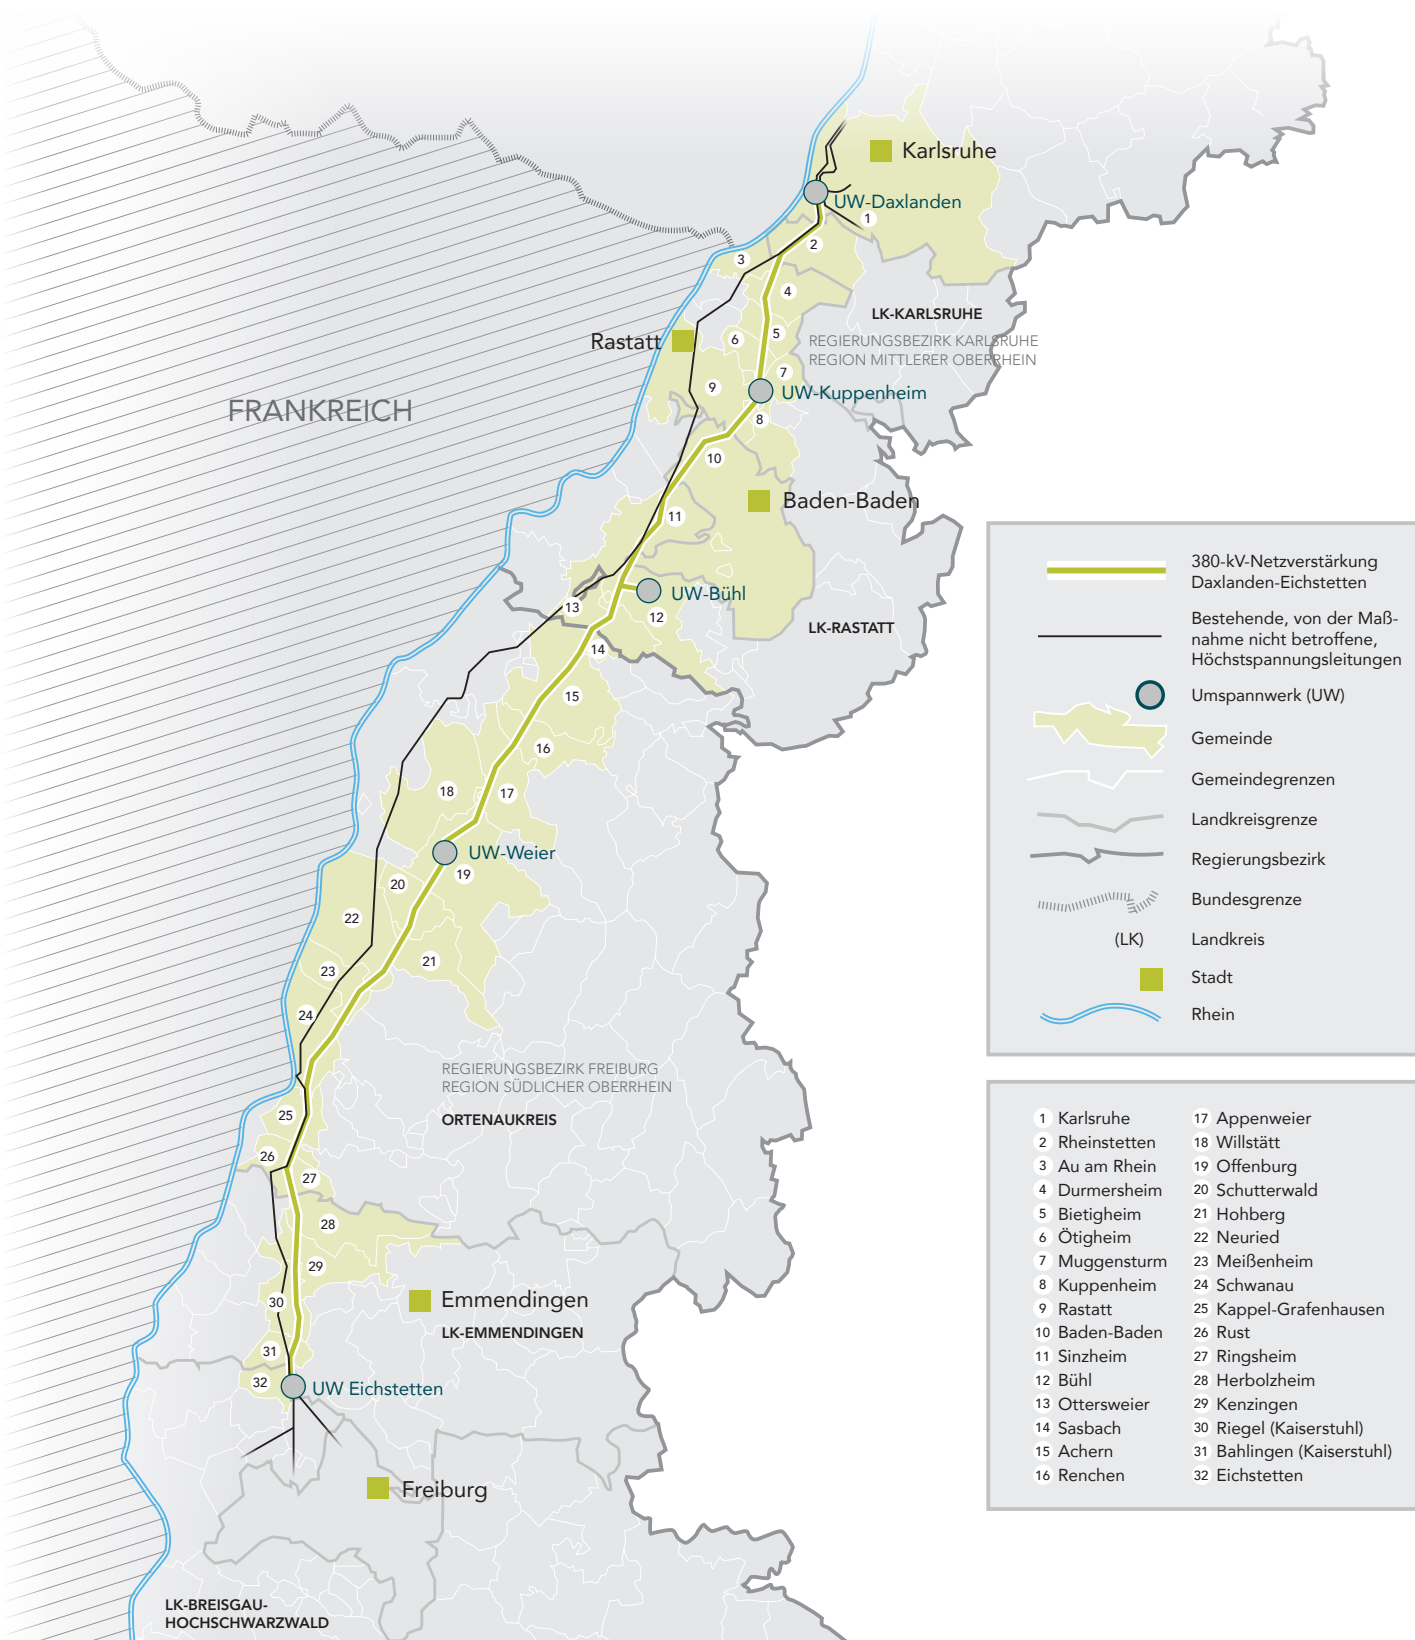 Karlsruhe
UW-Daxlanden
1
2
3
4
LK-KARLSRUHE
Rastatt
5
6
REGIERUNGSBEZIRK KARLSRUHE
REGION MITTLERER OBERRHEIN
7
9
UW-Kuppenheim
FRANKREICH
8
10
Baden-Baden
11
UW-Bühl
13
12
LK-RASTATT
14
15
16
18
17
UW-Weier
19
20
22
21
23
24
REGIERUNGSBEZIRK FREIBURG
REGION SÜDLICHER OBERRHEIN
ORTENAUKREIS
25
26
27
28
29
30
Emmendingen
LK-EMMENDINGEN
31
32
UW Eichstetten
Freiburg
LK-BREISGAU-
HOCHSCHWARZWALD
380-kV-Netzverstärkung
Daxlanden-Eichstetten
Bestehende, von der Maß-
nahme nicht betroffene,
Höchstspannungsleitungen
Umspannwerk (UW)
Gemeinde
Gemeindegrenzen
Landkreisgrenze
Regierungsbezirk
Bundesgrenze
(LK) Landkreis
Stadt
Rhein
1 Karlsruhe
2 Rheinstetten
3 Au am Rhein
4 Durmersheim
5 Bietigheim
6 Ötigheim
7 Muggensturm
8 Kuppenheim
9 Rastatt
10 Baden-Baden
11 Sinzheim
12 Bühl
13 Ottersweier
14 Sasbach
15 Achern
16 Renchen
17 Appenweier
18 Willstätt
19 Offenburg
20 Schutterwald
21 Hohberg
22 Neuried
23 Meißenheim
24 Schwanau
25 Kappel-Grafenhausen
26 Rust
27 Ringsheim
28 Herbolzheim
29 Kenzingen
30 Riegel (Kaiserstuhl)
31 Bahlingen (Kaiserstuhl)
32 Eichstetten